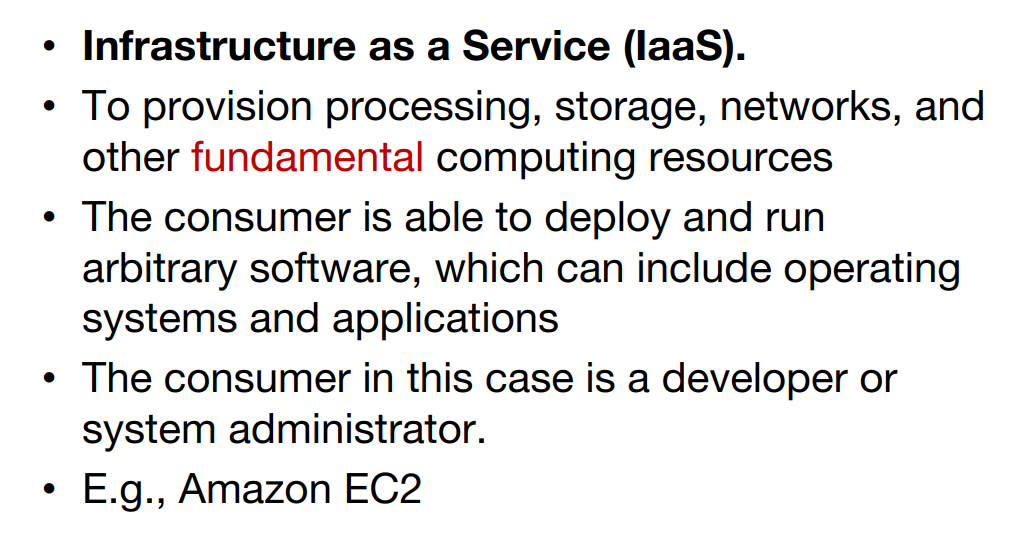 • Infrastructure as a Service (IaaS).
• To provision processing, storage, networks, and
other fundamental computing resources
• The consumer is able to deploy and run
arbitrary software, which can include operating
systems and applications
• The consumer in this case is a developer or
system administrator.
• E.g., Amazon EC2